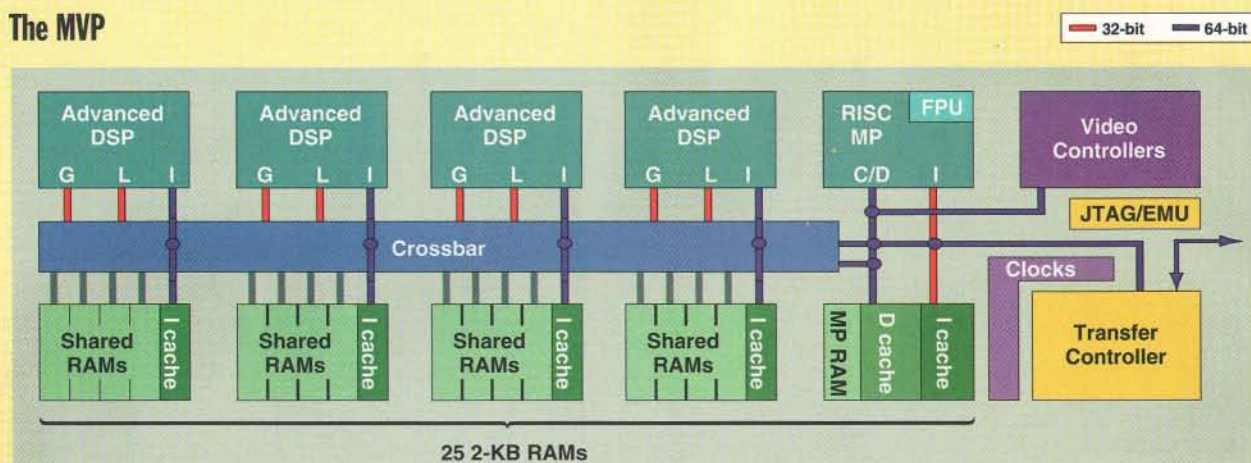 The MVP
32-bit
64-bit
Advanced
DSP
G L I
Advanced
DSP
G L I
Advanced
DSP
G L I
Advanced
DSP
G L I
RISC
MP
FPU
C/D I
Video
Controllers
JTAG/EMU
Crossbar
Clocks
Transfer
Controller
Shared
RAMs
I cache
Shared
RAMs
I cache
Shared
RAMs
I cache
Shared
RAMs
I cache
MP RAM
D cache
I cache
25 2-KB RAMs